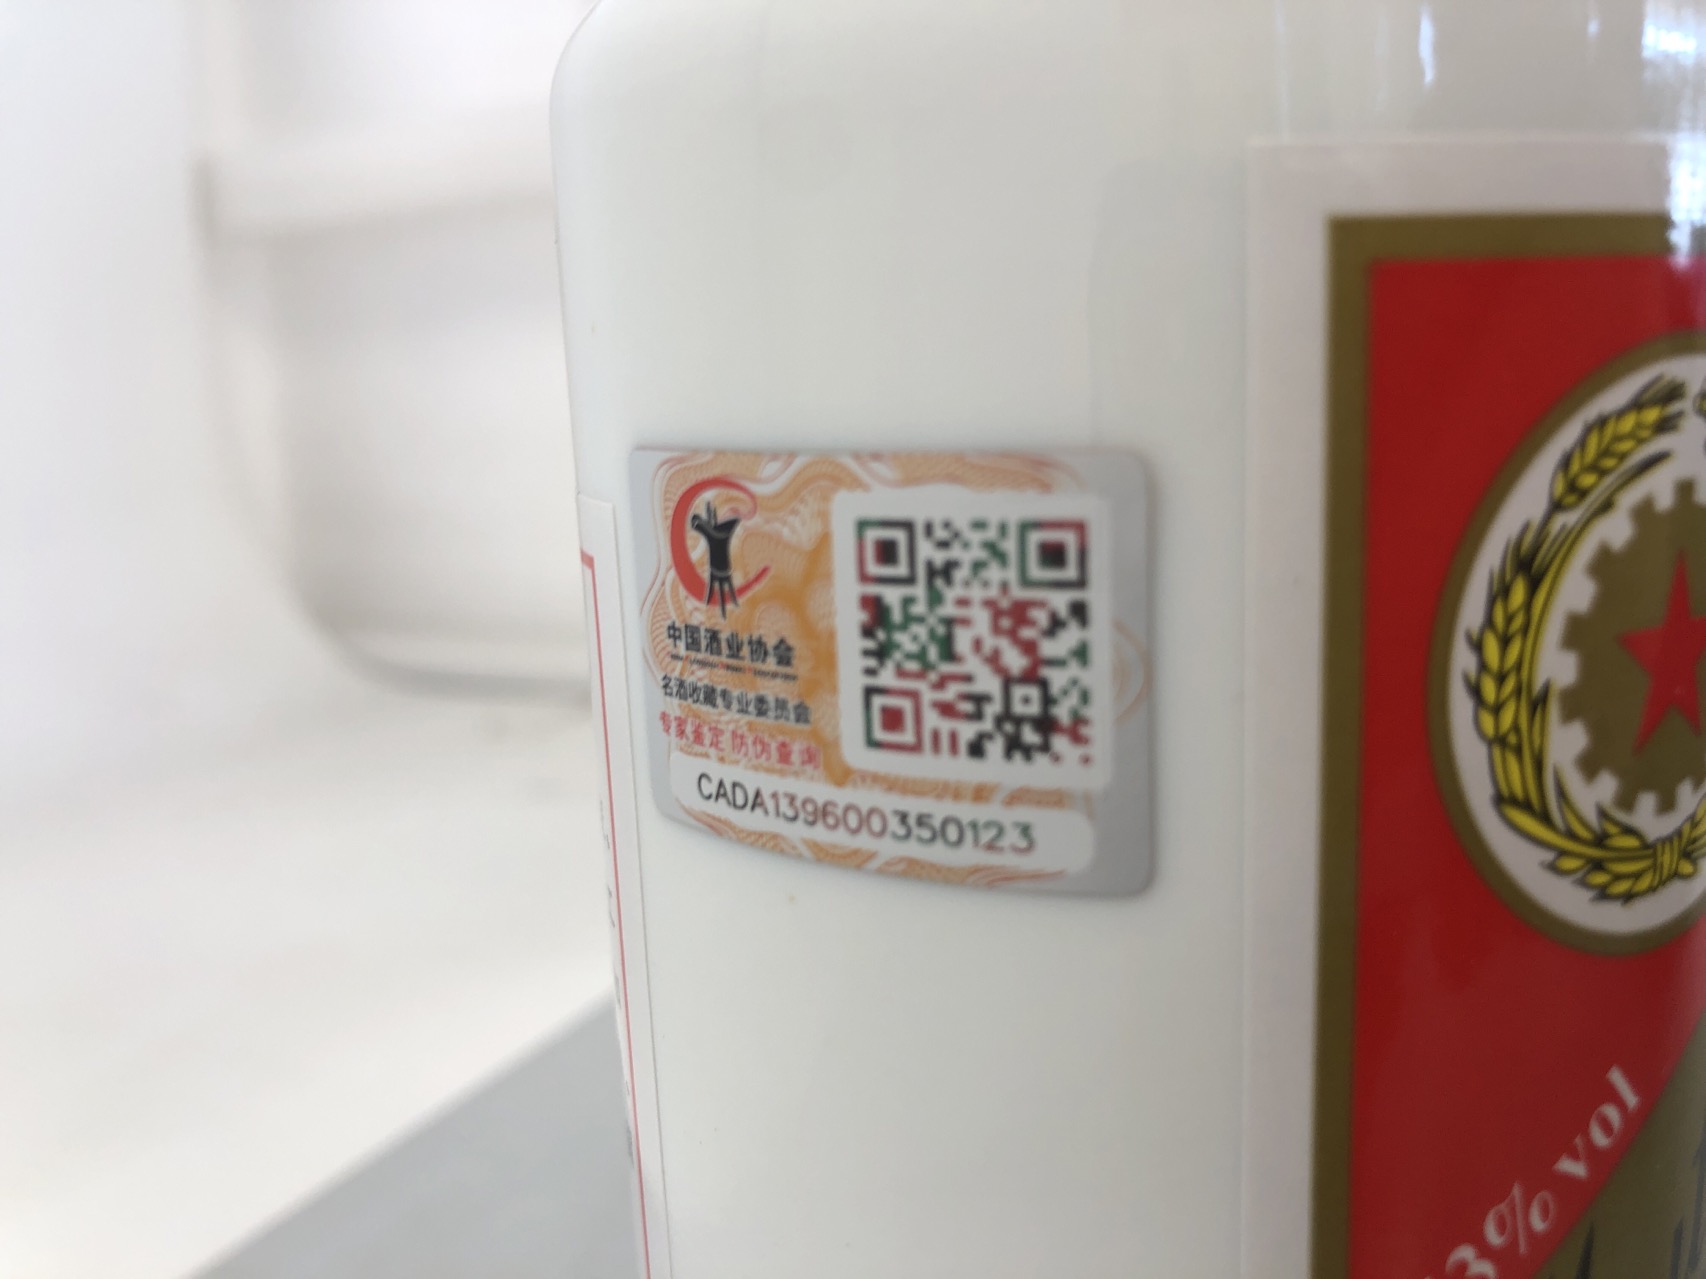 中国酒业协会
名酒收藏专业委员会
专家鉴定 防伪查询
CADA139600350123
3% vol